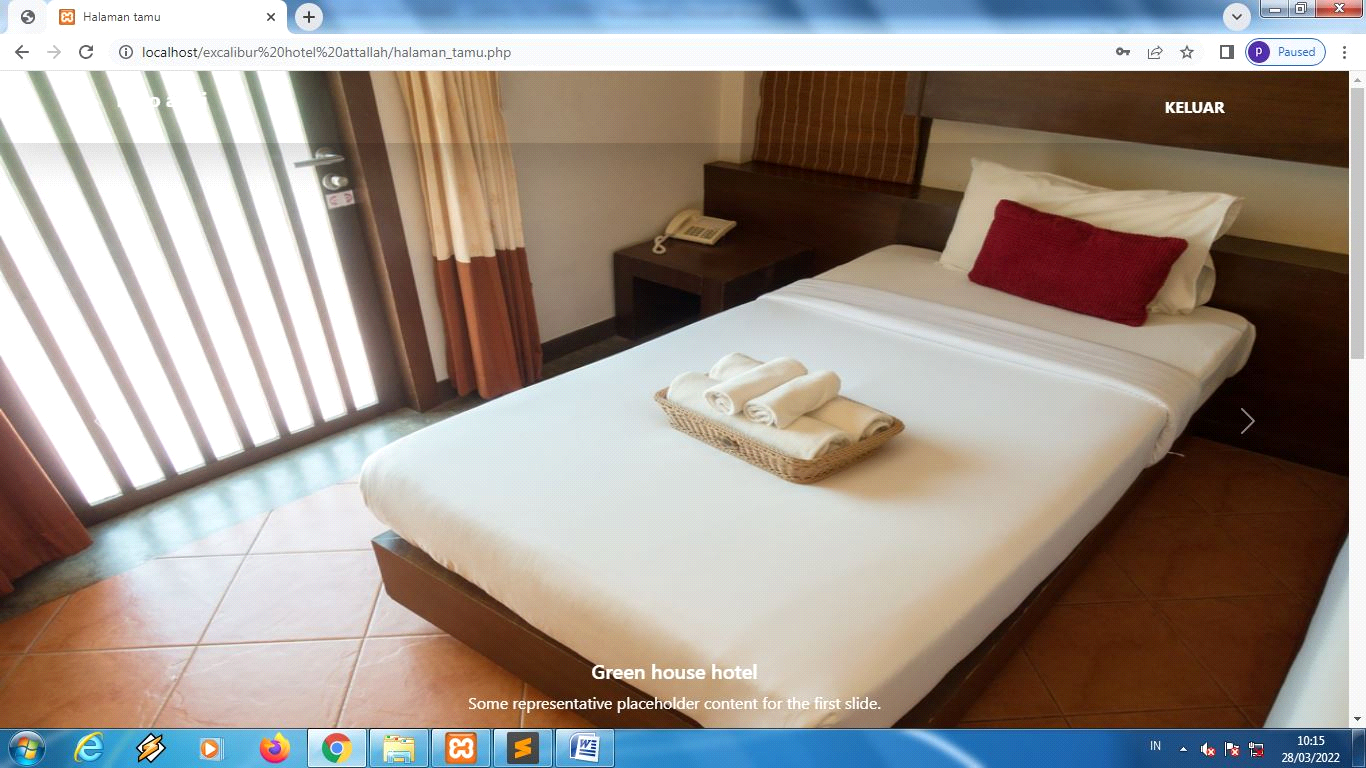 Halaman tamu
localhost/excalibur%20hotel%20attallah/halaman_tamu.php
p
Paused
KELUAR
Green house hotel
Some representative placeholder content for the first slide.
IN
10:15
28/03/2022